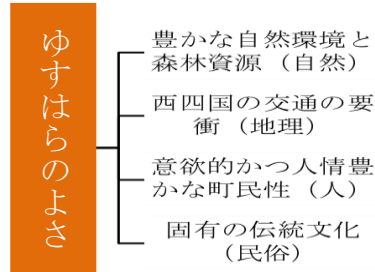 ゆすはらのよさ
豊かな自然環境と
森林資源（自然）
西四国の交通の要
衝（地理）
意欲的かつ人情豊
かな町民性（人）
固有の伝統文化
（民俗）